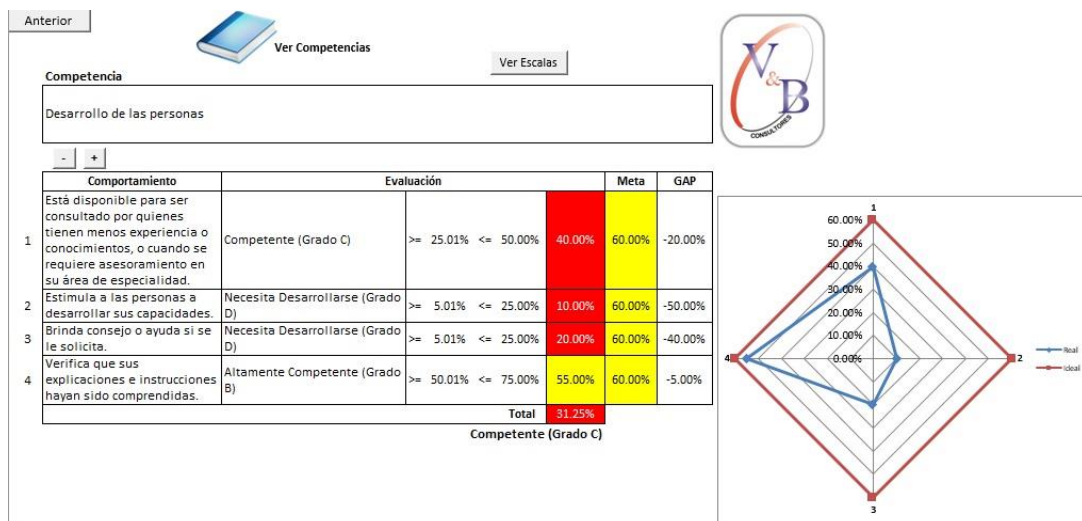 Anterior
Ver Competencias
Ver Escalas
Competencia
Desarrollo de las personas
- +
Comportamiento Evaluación Meta GAP
1 Está disponible para ser
consultado por quienes
tienen menos experiencia o
conocimientos, o cuando se
requiere asesoramiento en
su área de especialidad.
Competente (Grado C) >= 25.01% <= 50.00% 40.00% 60.00% -20.00%
2 Estimula a las personas a
desarrollar sus capacidades.
Necesita Desarrollarse (Grado
D)
>= 5.01% <= 25.00% 10.00% 60.00% -50.00%
3 Brinda consejo o ayuda si se
le solicita.
Necesita Desarrollarse (Grado
D)
>= 5.01% <= 25.00% 20.00% 60.00% -40.00%
4 Verifica que sus
explicaciones e instrucciones
hayan sido comprendidas.
Altamente Competente (Grado
B)
>= 50.01% <= 75.00% 55.00% 60.00% -5.00%
Total 31.25%
Competente (Grado C)
V&B
CONSULTORES
1
60.00%
50.00%
40.00%
30.00%
20.00%
10.00%
4 0.00% 2
3
Real
Ideal